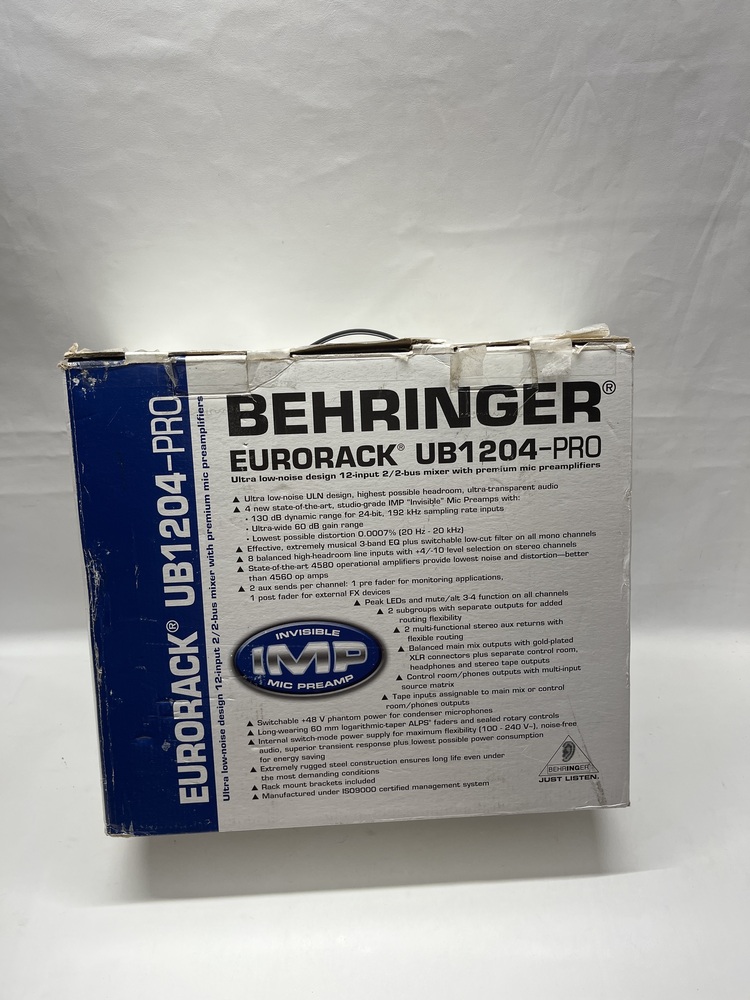 BEHRINGER®
EURORACK® UB1204-PRO
Ultra low-noise design 12-input 2/2-bus mixer with premium mic preamplifiers
▲ Ultra low-noise ULN design, highest possible headroom, ultra-transparent audio
▲ 4 new state-of-the-art, studio-grade IMP "Invisible" Mic Preamps with:
• 130 dB dynamic range for 24-bit, 192 kHz sampling rate inputs
• Ultra-wide 60 dB gain range
• Lowest possible distortion 0.0007% (20 Hz - 20 kHz)
▲ Effective, extremely musical 3-band EQ plus switchable low-cut filter on all mono channels
▲ 8 balanced high-headroom line inputs with +4/-10 level selection on stereo channels
▲ State-of-the-art 4580 operational amplifiers provide lowest noise and distortion—better
than 4560 op amps
▲ 2 aux sends per channel: 1 pre fader for monitoring applications,
1 post fader for external FX devices
▲ Peak LEDs and mute/alt 3-4 function on all channels
▲ 2 subgroups with separate outputs for added
routing flexibility
▲ 2 multi-functional stereo aux returns with
flexible routing
▲ Balanced main mix outputs with gold-plated
XLR connectors plus separate control room,
headphones and stereo tape outputs
▲ Control room/phones outputs with multi-input
source matrix
▲ Tape inputs assignable to main mix or control
room/phones outputs
INVISIBLE
IMP
MIC PREAMP
▲ Switchable +48 V phantom power for condenser microphones
▲ Long-wearing 60 mm logarithmic-taper ALPS® faders and sealed rotary controls
▲ Internal switch-mode power supply for maximum flexibility (100 - 240 V~), noise-free
audio, superior transient response plus lowest possible power consumption
for energy saving
▲ Extremely rugged steel construction ensures long life even under
the most demanding conditions
▲ Rack mount brackets included
▲ Manufactured under ISO9000 certified management system
BEHRINGER
JUST LISTEN.
EURORACK® UB1204-PRO
Ultra low-noise design 12-input 2/2-bus mixer with premium mic preamplifiers